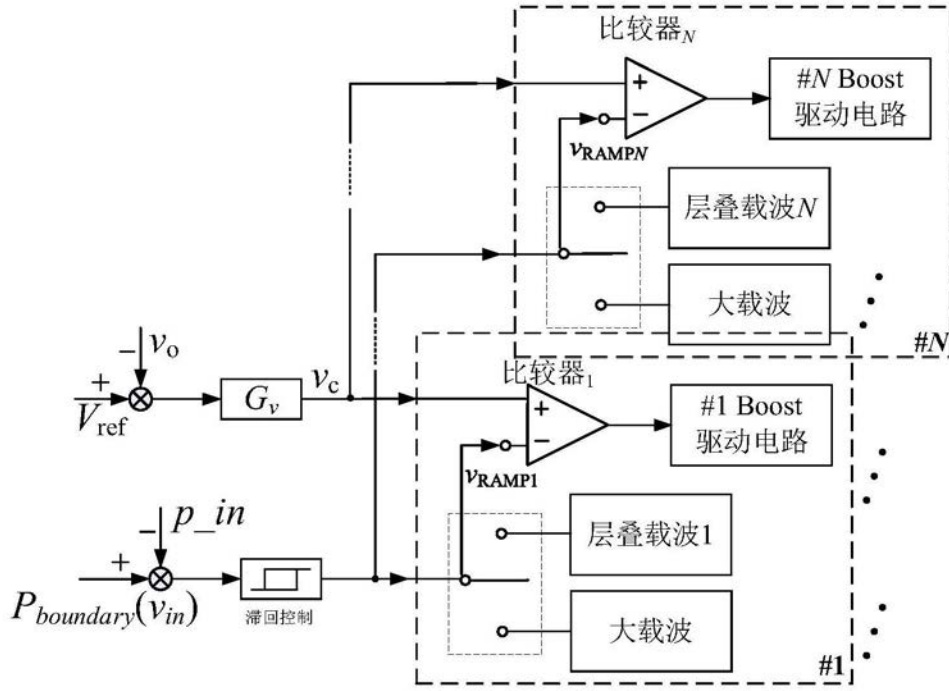 比较器N
+
−
#N Boost
驱动电路
vRAMPN
层叠载波N
大载波
#N
− vo
+
Vref
Gv
vc
比较器1
+
−
#1 Boost
驱动电路
vRAMP1
层叠载波1
大载波
#1
− p_in
+
Pboundary(vin)
滞回控制